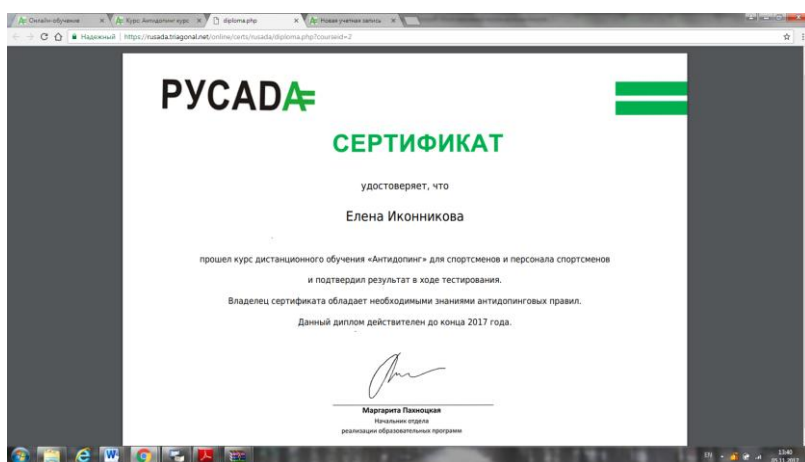 Онлайн обучение
Курс: Антидопинг курс
diploma.php
Новая учетная запись
Надежный
https://rusada.triagonal.net/online/certs/rusada/diploma.php?courseid=2
РУСАДА
СЕРТИФИКАТ
удостоверяет, что
Елена Иконникова
прошел курс дистанционного обучения «Антидопинг» для спортсменов и персонала спортсменов
и подтвердил результат в ходе тестирования.
Владелец сертификата обладает необходимыми знаниями антидопинговых правил.
Данный диплом действителен до конца 2017 года.
Маргарита Пахноцкая
Начальник отдела
реализации образовательных программ
EN
13:40
25.11.2017